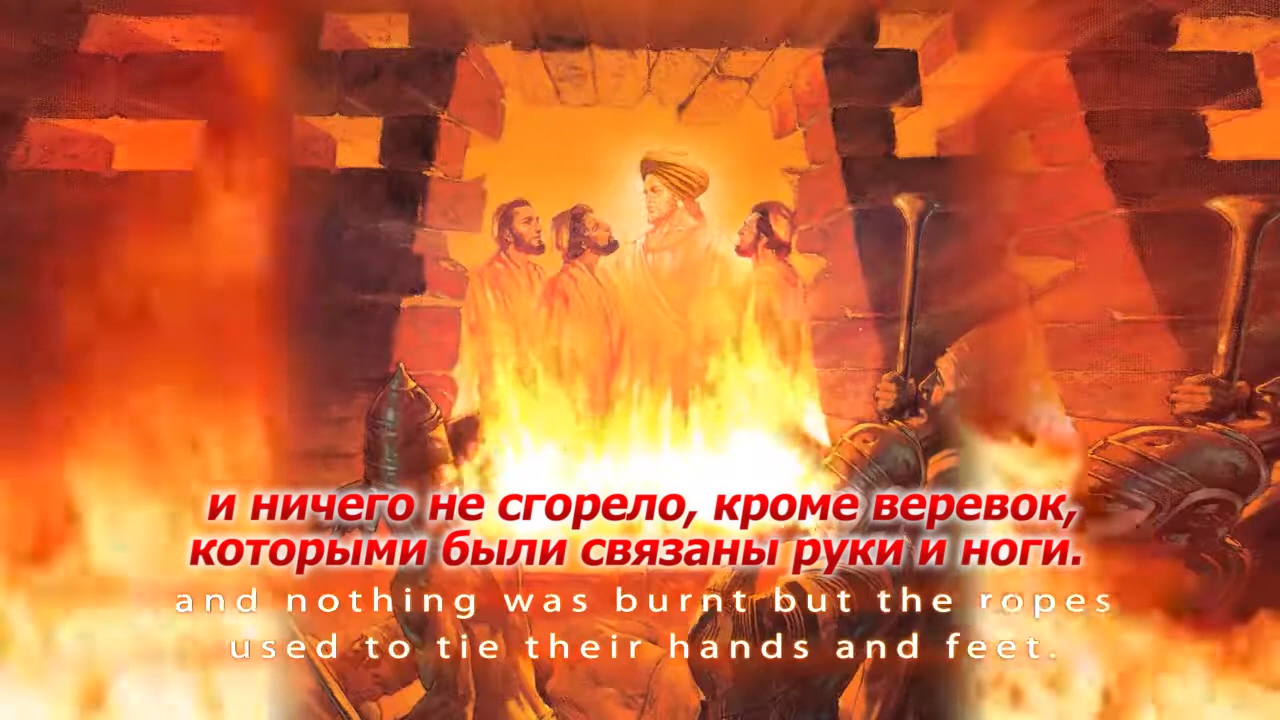 и ничего не сгорело, кроме веревок,
которыми были связаны руки и ноги.
and nothing was burnt but the ropes
used to tie their hands and feet.